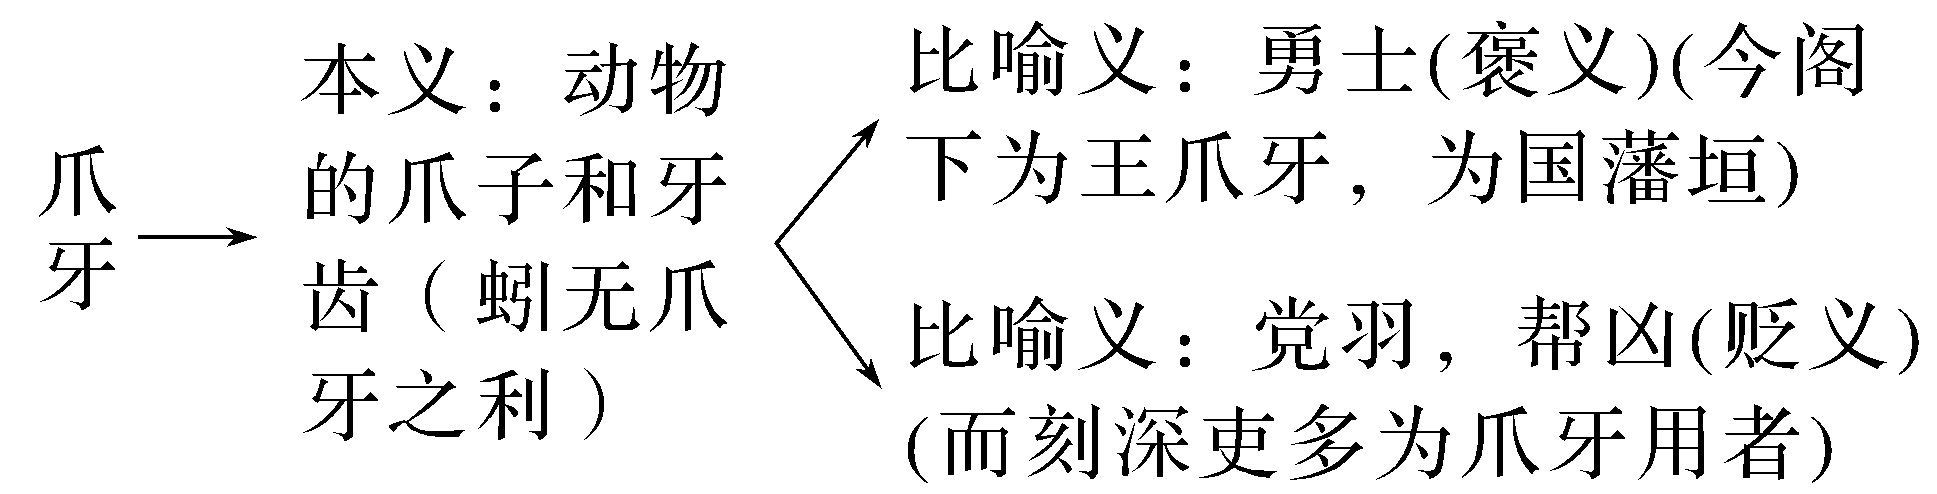 爪
牙
本义：动物
的爪子和牙
齿（蚓无爪
牙之利）
比喻义：勇士(褒义)(今阁
下为王爪牙，为国藩垣)
比喻义：党羽，帮凶(贬义)
(而刻深吏多为爪牙用者)